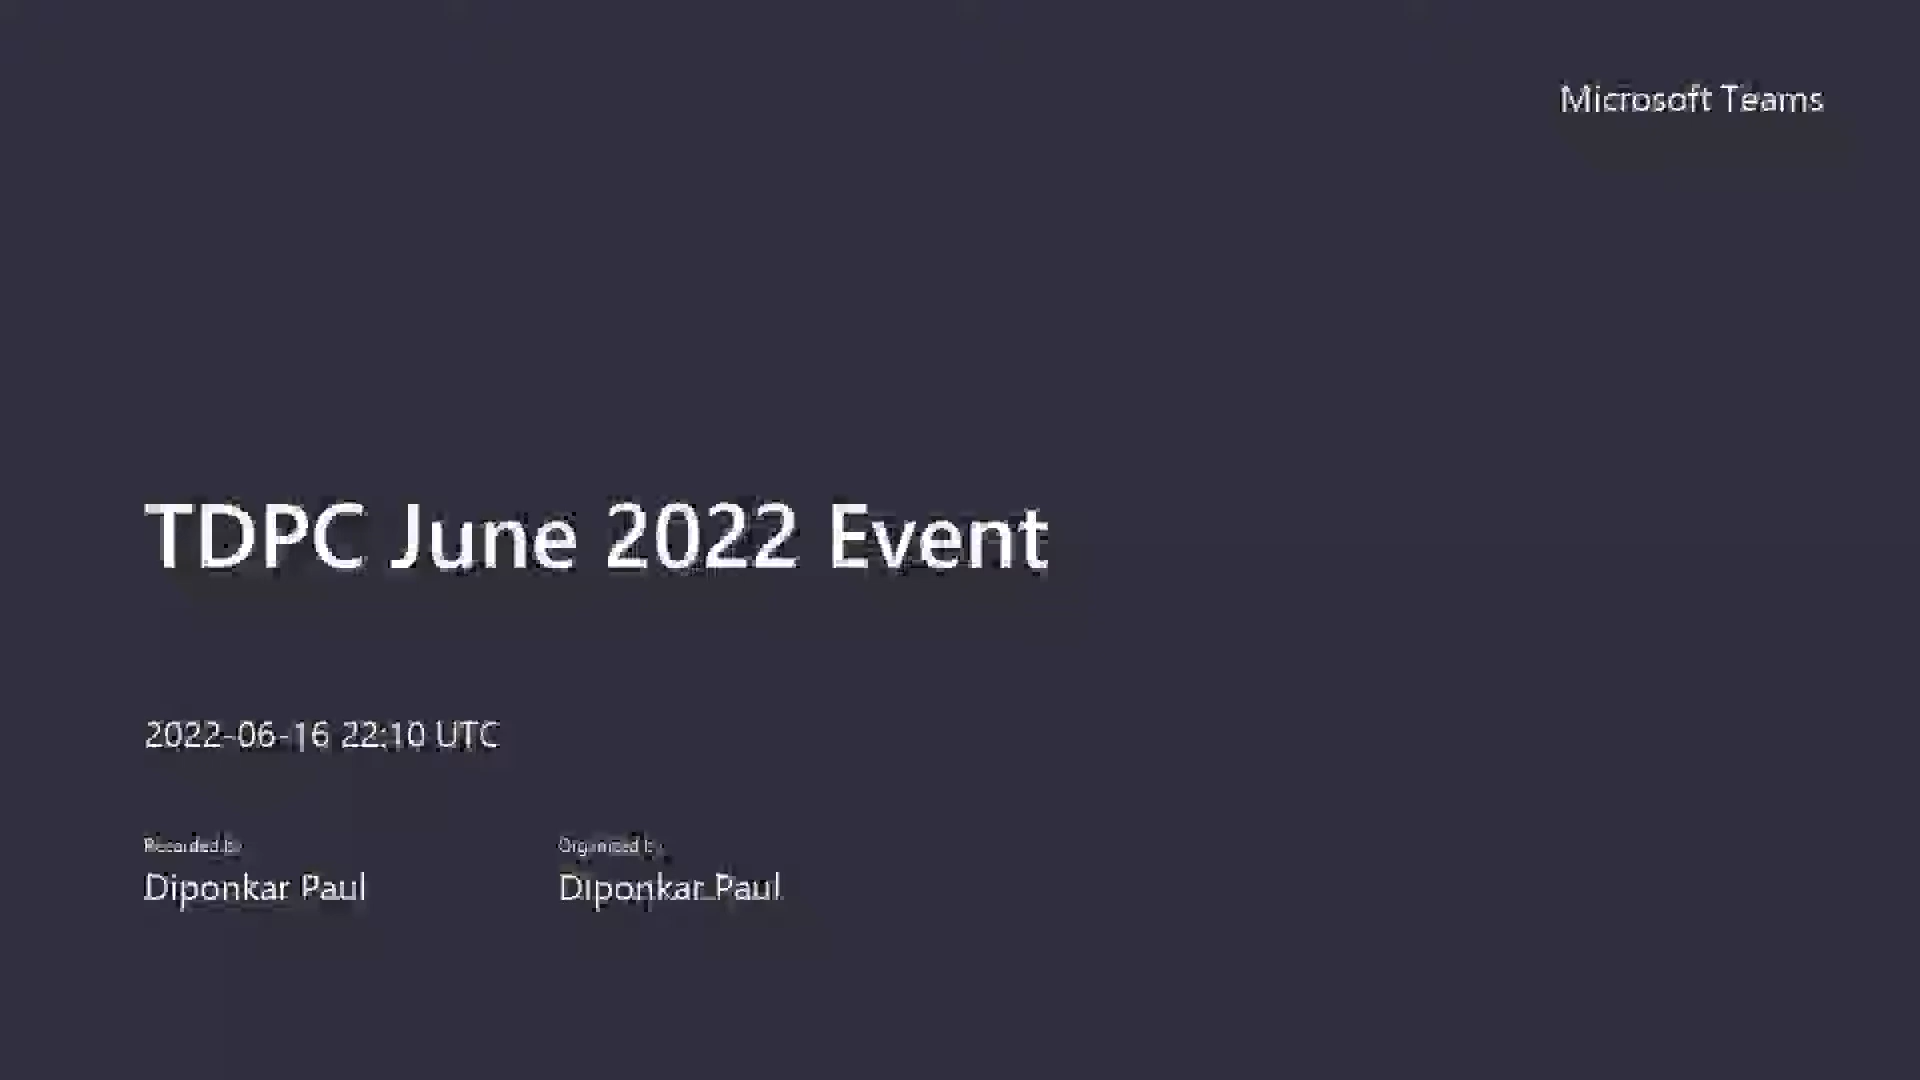 Microsoft Teams
TDPC June 2022 Event
2022-06-16 22:10 UTC
Recorded by
Organized by
Diponkar Paul
Diponkar Paul